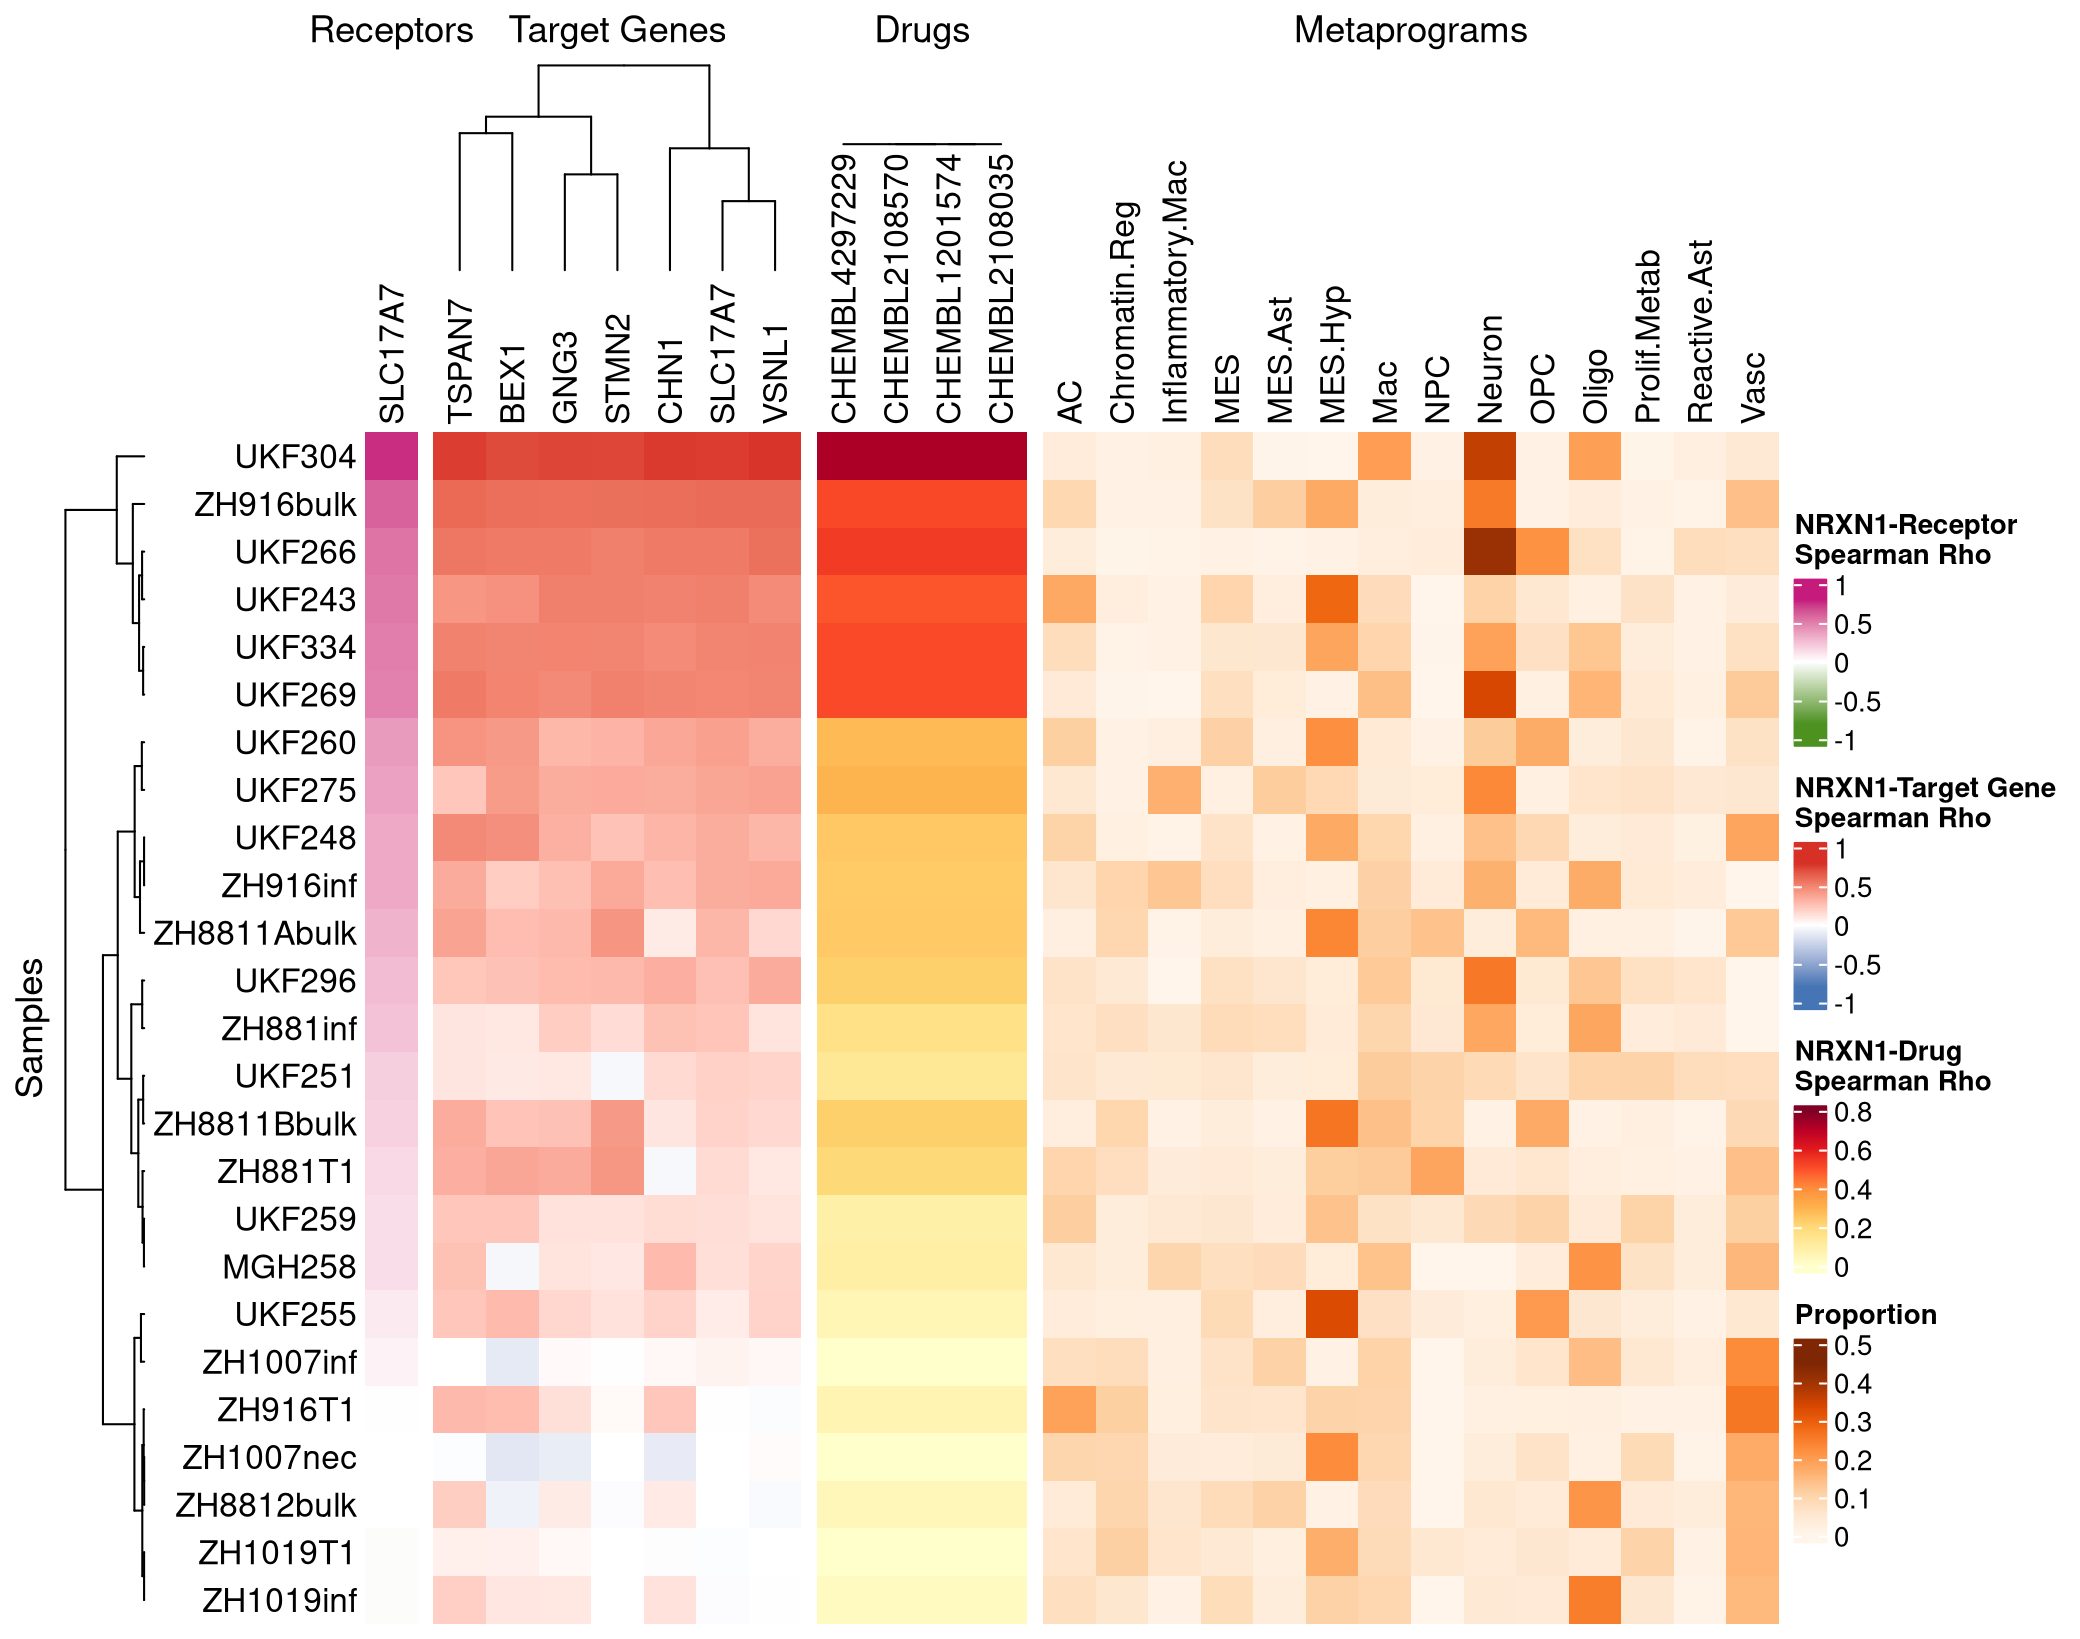 Receptors Target Genes Drugs Metaprograms
SLC17A7
TSPAN7
BEX1
GNG3
STMN2
CHN1
SLC17A7
VSNL1
CHEMBL4297229
CHEMBL2108570
CHEMBL1201574
CHEMBL2108035
AC
Chromatin.Reg
Inflammatory.Mac
MES
MES.Ast
MES.Hyp
Mac
NPC
Neuron
OPC
Oligo
Prolif.Metab
Reactive.Ast
Vasc
Samples
UKF304
ZH916bulk
UKF266
UKF243
UKF334
UKF269
UKF260
UKF275
UKF248
ZH916inf
ZH8811Abulk
UKF296
ZH881inf
UKF251
ZH8811Bbulk
ZH881T1
UKF259
MGH258
UKF255
ZH1007inf
ZH916T1
ZH1007nec
ZH8812bulk
ZH1019T1
ZH1019inf
NRXN1-Receptor
Spearman Rho
1
0.5
0
-0.5
-1
NRXN1-Target Gene
Spearman Rho
1
0.5
0
-0.5
-1
NRXN1-Drug
Spearman Rho
0.8
0.6
0.4
0.2
0
Proportion
0.5
0.4
0.3
0.2
0.1
0